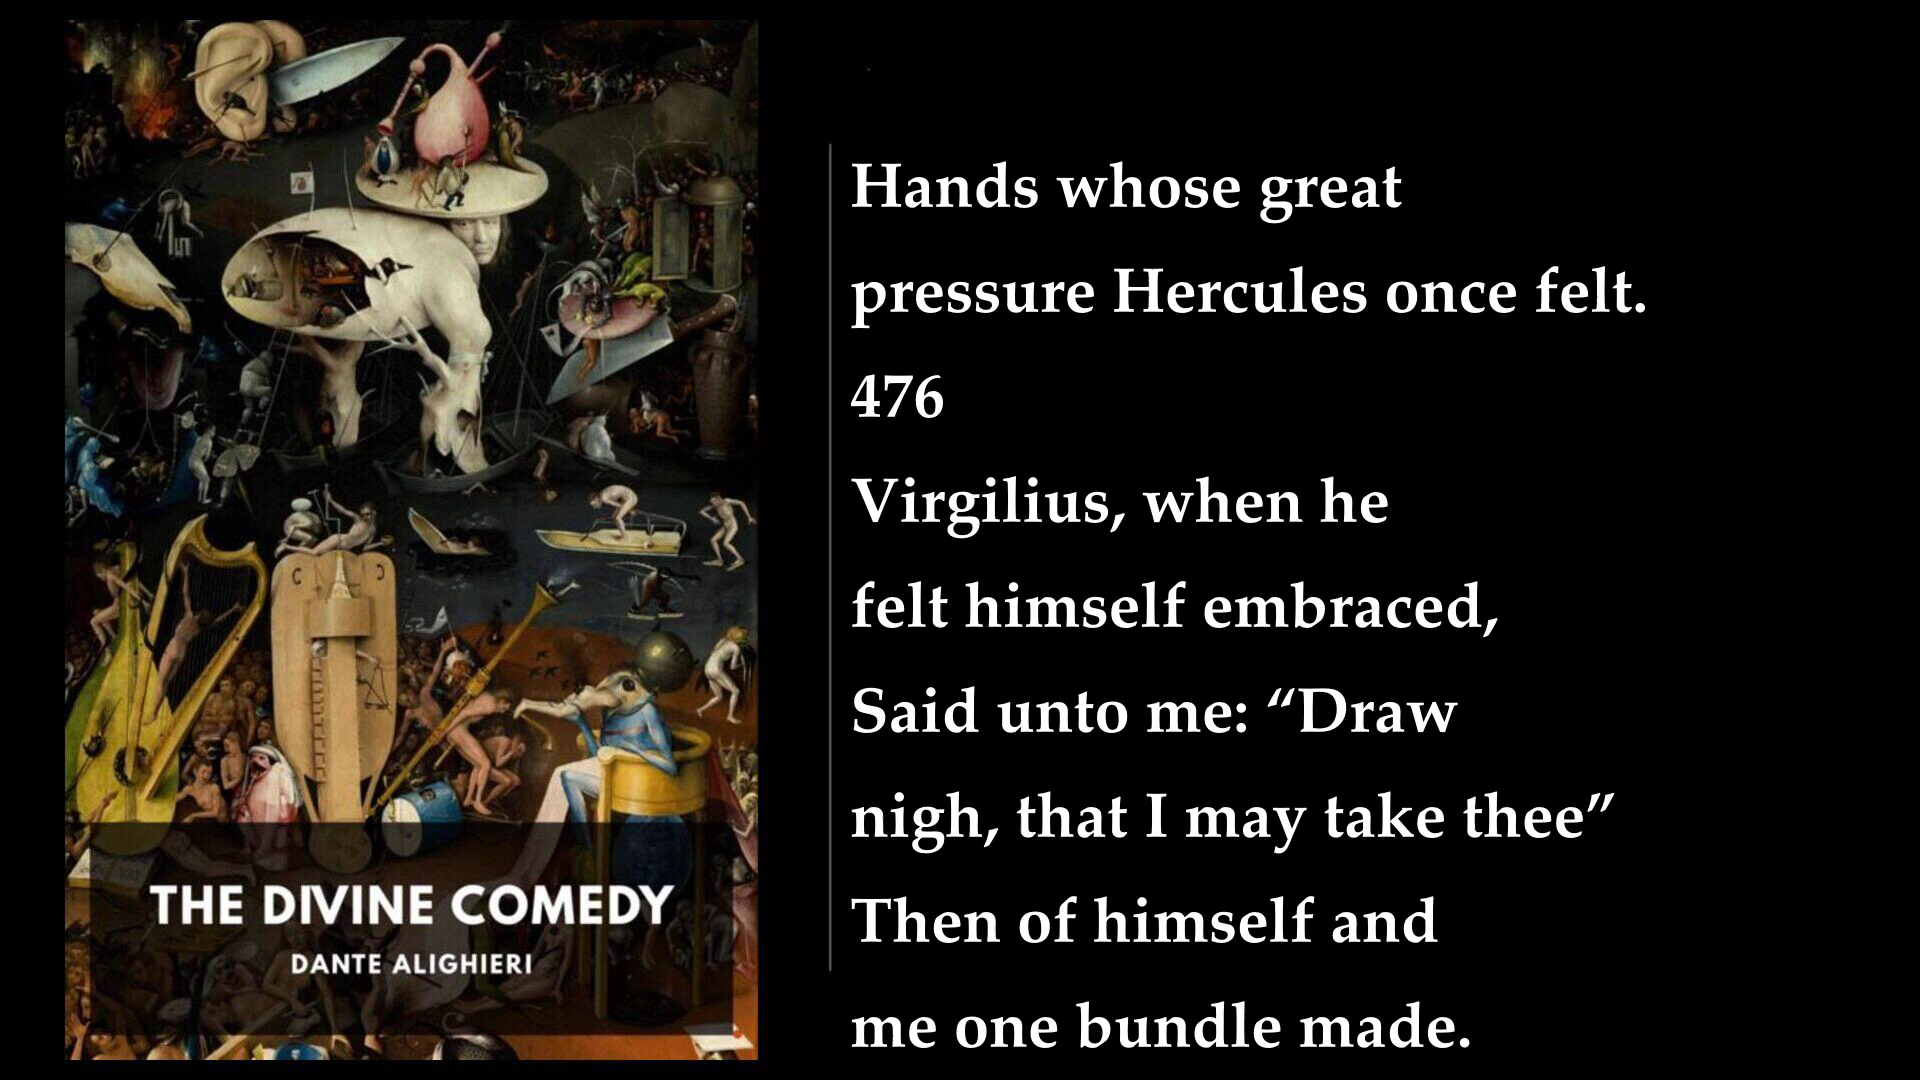 THE DIVINE COMEDY
DANTE ALIGHIERI
Hands whose great
pressure Hercules once felt.
476
Virgilius, when he
felt himself embraced,
Said unto me: “Draw
nigh, that I may take thee”
Then of himself and
me one bundle made.